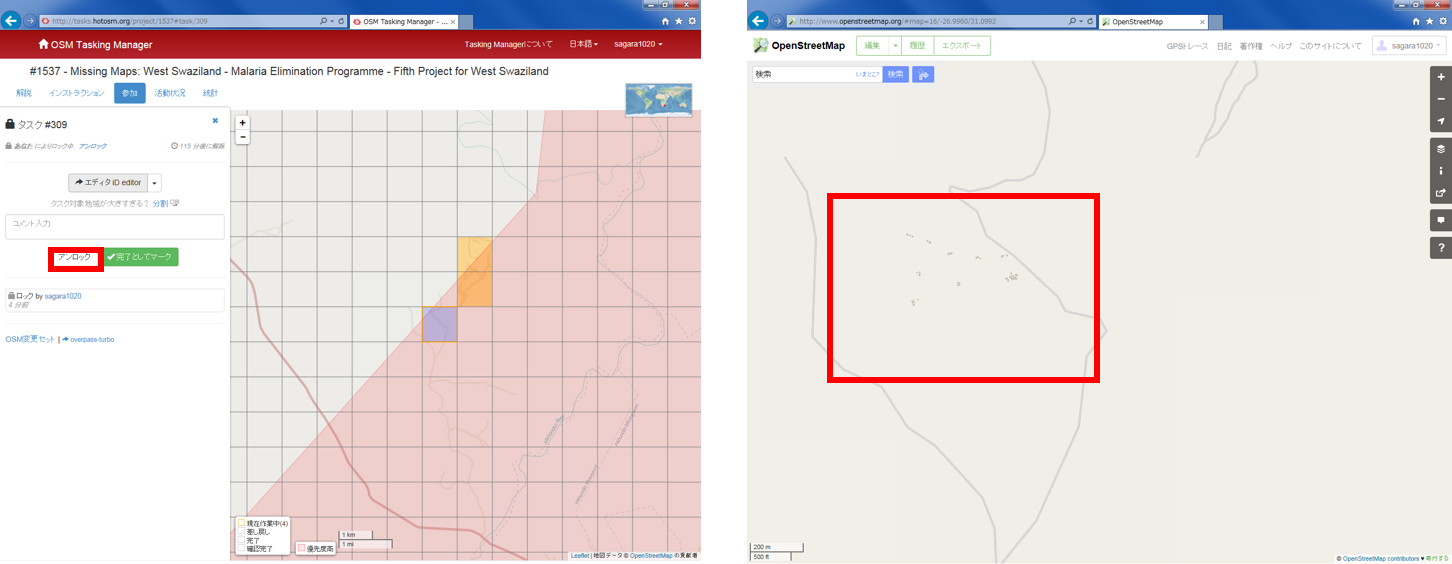 http://tasks.hotosm.org/project/1537#task/309
OSM Tasking Manager - ...
OSM Tasking Manager
Tasking Managerについて
日本語
sagara1020
#1537 - Missing Maps: West Swaziland - Malaria Elimination Programme - Fifth Project for West Swaziland
解説
インストラクション
参加
活動状況
統計
タスク #309
あなた によりロック中 アンロック
115 分後に解除
エディタ iD editor
タスク対象地域が大きすぎる? 分割
コメント入力
アンロック
完了としてマーク
ロック by sagara1020
4 分前
OSM変更セット | overpass-turbo
+
−
現在作業中(4)
差し戻し
完了
確認完了
優先度高
1 km
1 mi
Leaflet | 地図データ © OpenStreetMap の貢献者
http://www.openstreetmap.org/#map=16/-26.9960/31.0992
OpenStreetMap
OpenStreetMap
編集
履歴
エクスポート
GPSトレース
日記
著作権
ヘルプ
このサイトについて
sagara1020
検索
いまどこ?
検索
+
−
i
?
200 m
500 ft
© OpenStreetMap contributors ♥ 寄付する